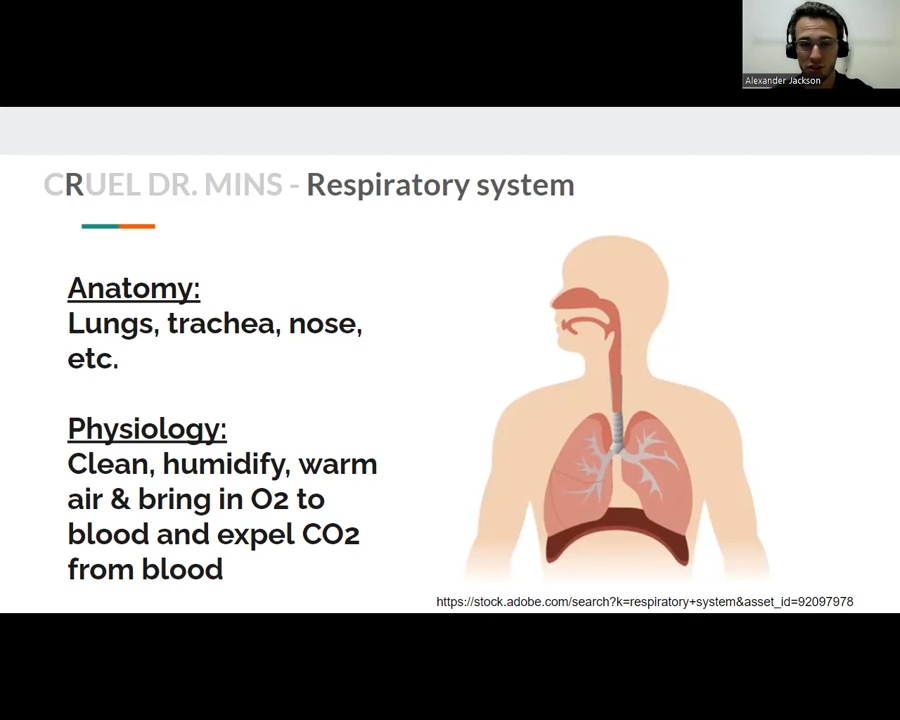 Alexander Jackson
CRUEL DR. MINS - Respiratory system
Anatomy:
Lungs, trachea, nose,
etc.
Physiology:
Clean, humidify, warm
air & bring in O2 to
blood and expel CO2
from blood
https://stock.adobe.com/search?k=respiratory+system&asset_id=92097978